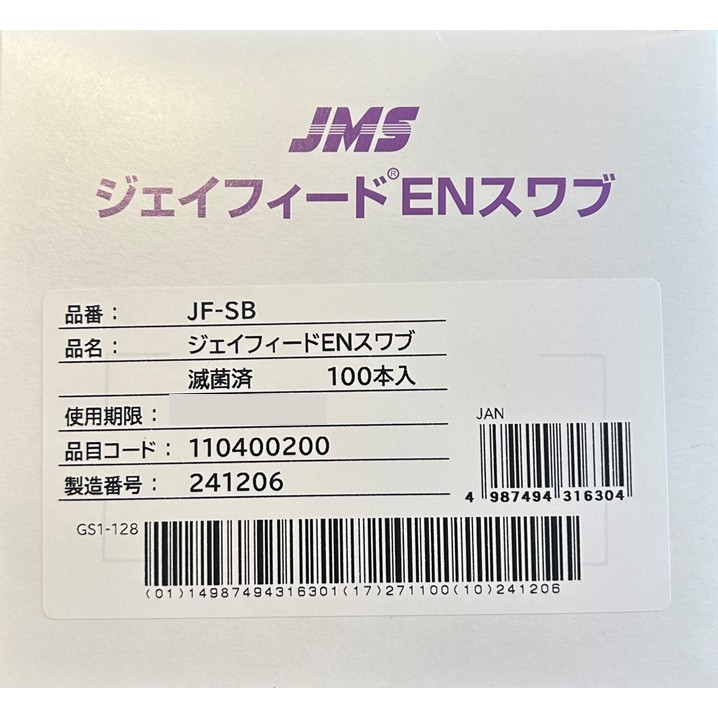 JMS
ジェイフィード®ENスワブ
品番： JF-SB
品名： ジェイフィードENスワブ
滅菌済 100本入
使用期限：
品目コード： 110400200
製造番号： 241206
JAN
4 987494 316304
GS1-128
(01)14987494316301(17)271100(10)241206